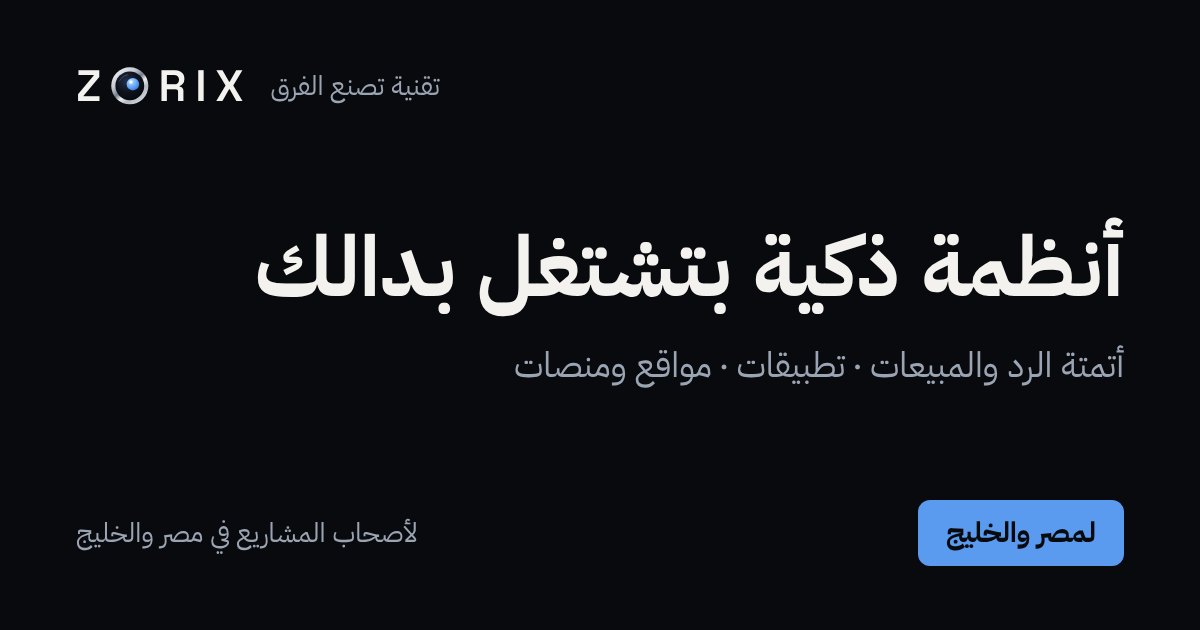 ZORIX تقنية تصنع الفرق
أنظمة ذكية بتشتغل بدالك
أتمتة الرد والمبيعات · تطبيقات · مواقع ومنصات
لمصر والخليج
لأصحاب المشاريع في مصر والخليج